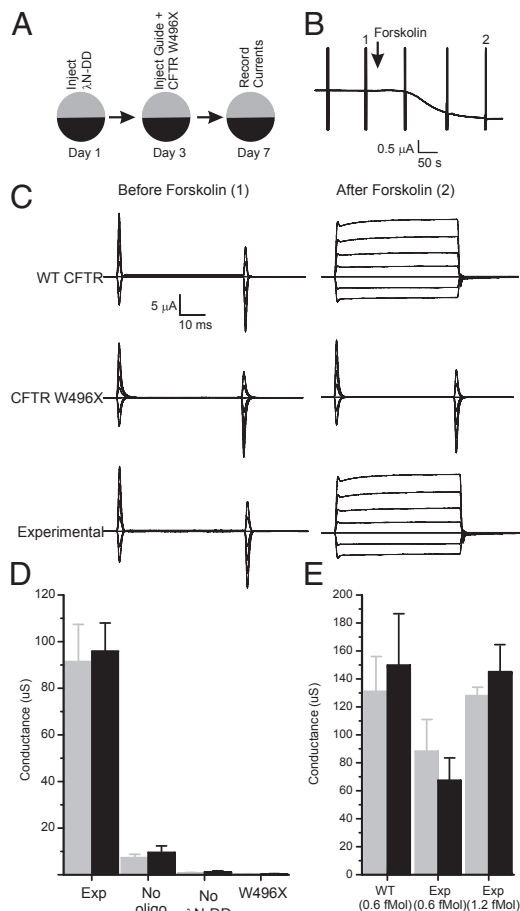 A
Inject
λN-DD
Inject Guide +
CFTR W496X
Record
Currents
Day 1
Day 3
Day 7
B
Forskolin
1
2
0.5 μA
50 s
C
Before Forskolin (1)
After Forskolin (2)
WT CFTR
5 μA
10 ms
CFTR W496X
Experimental
D
Conductance (uS)
120
100
80
60
40
20
Exp
No
oligo
No
λN-DD
W496X
E
Conductance (uS)
200
180
160
140
120
100
80
60
40
20
0
WT
(0.6 fMol)
Exp
(0.6 fMol)
Exp
(1.2 fMol)